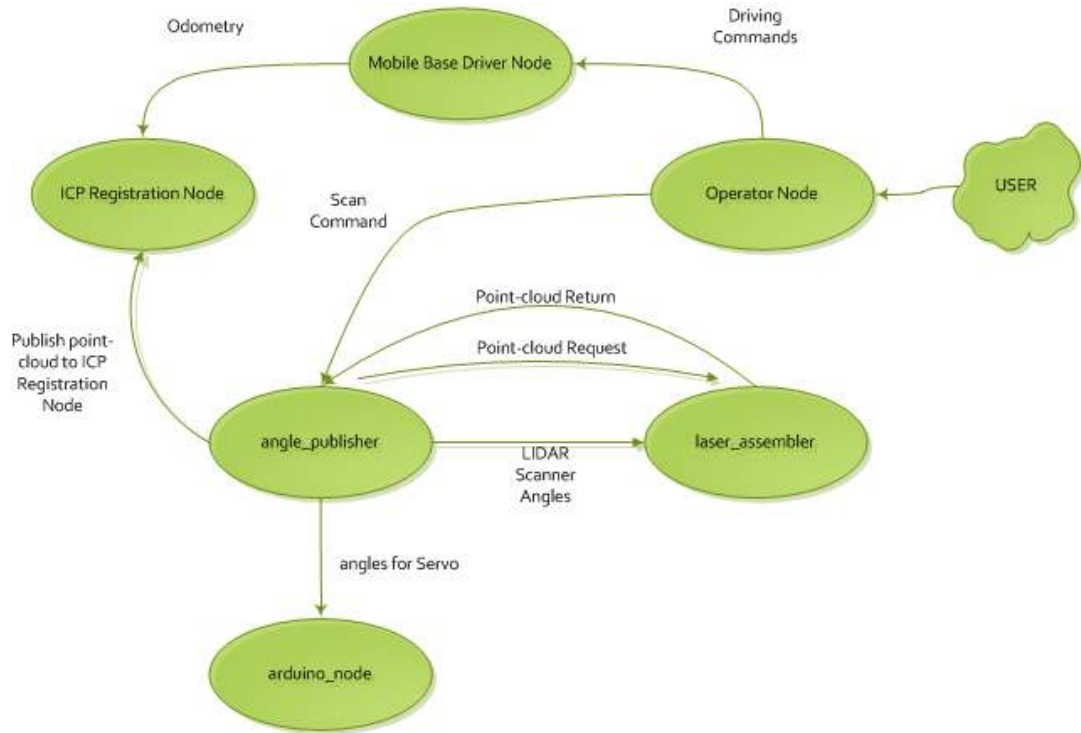 Odometry
Driving
Commands
Mobile Base Driver Node
ICP Registration Node
Operator Node
USER
Scan
Command
Point-cloud Return
Publish point-
cloud to ICP
Registration
Node
Point-cloud Request
angle_publisher
laser_assembler
LIDAR
Scanner
Angles
angles for Servo
arduino_node